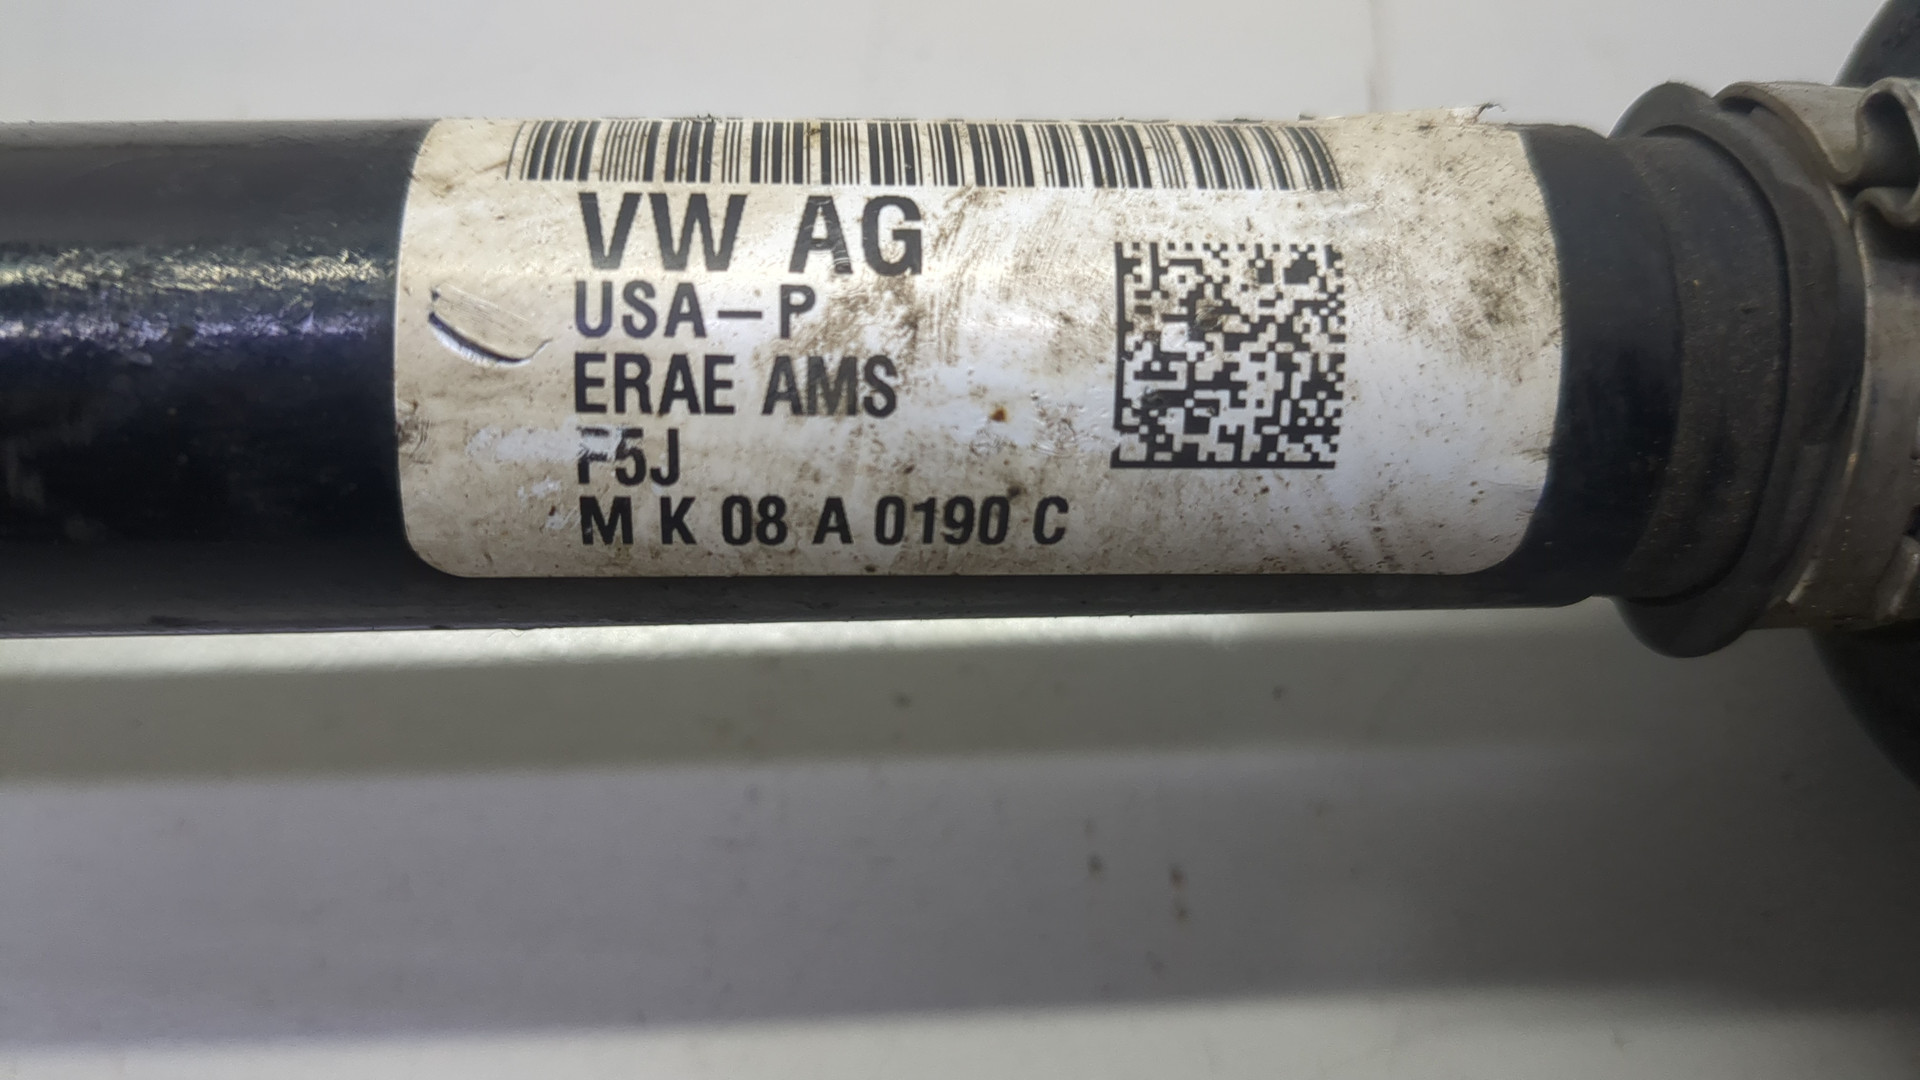 VW AG
USA-P
ERAE AMS
F5J
M K 08 A 0190 C